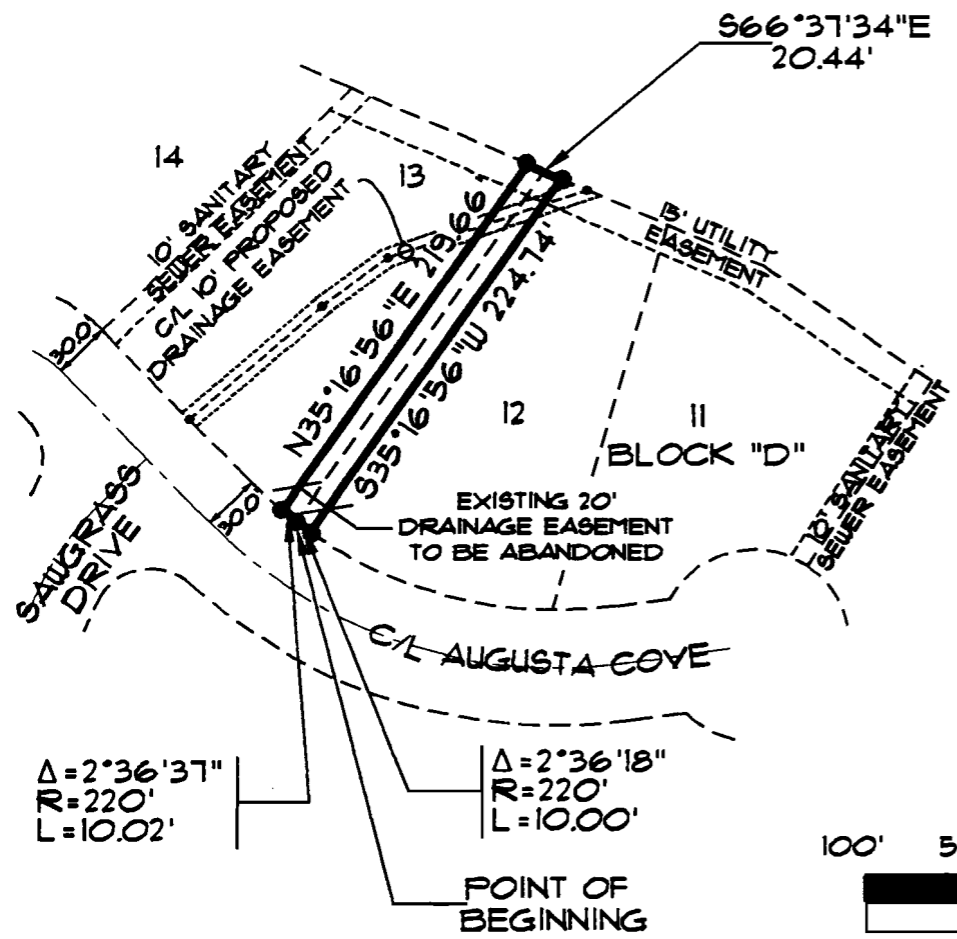 S66°37'34"E
20.44'
14
13
10' SANITARY
SEWER EASEMENT
C/L 10' PROPOSED
DRAINAGE EASEMENT
13' UTILITY
EASEMENT
30.0'
N35°16'56"E 219.66'
S35°16'56"W 224.74'
12
11
BLOCK "D"
10' SANITARY
SEWER EASEMENT
EXISTING 20'
DRAINAGE EASEMENT
TO BE ABANDONED
30.0'
SAWGRASS
DRIVE
C/L AUGUSTA COVE
Δ=2°36'37"
R=220'
L=10.02'
Δ=2°36'18"
R=220'
L=10.00'
POINT OF
BEGINNING
100' 5